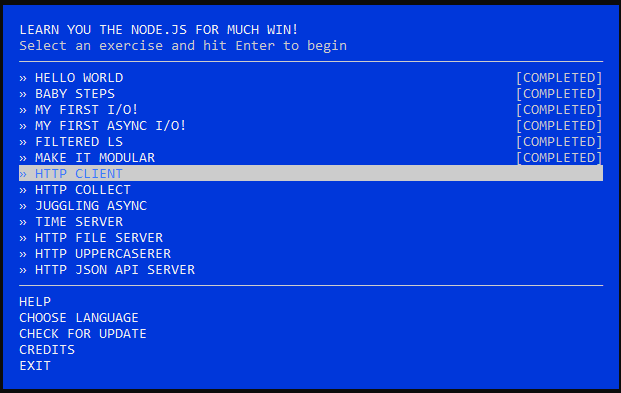 LEARN YOU THE NODE.JS FOR MUCH WIN!
Select an exercise and hit Enter to begin
» HELLO WORLD [COMPLETED]
» BABY STEPS [COMPLETED]
» MY FIRST I/O! [COMPLETED]
» MY FIRST ASYNC I/O! [COMPLETED]
» FILTERED LS [COMPLETED]
» MAKE IT MODULAR [COMPLETED]
» HTTP CLIENT
» HTTP COLLECT
» JUGGLING ASYNC
» TIME SERVER
» HTTP FILE SERVER
» HTTP UPPERCASERER
» HTTP JSON API SERVER
HELP
CHOOSE LANGUAGE
CHECK FOR UPDATE
CREDITS
EXIT